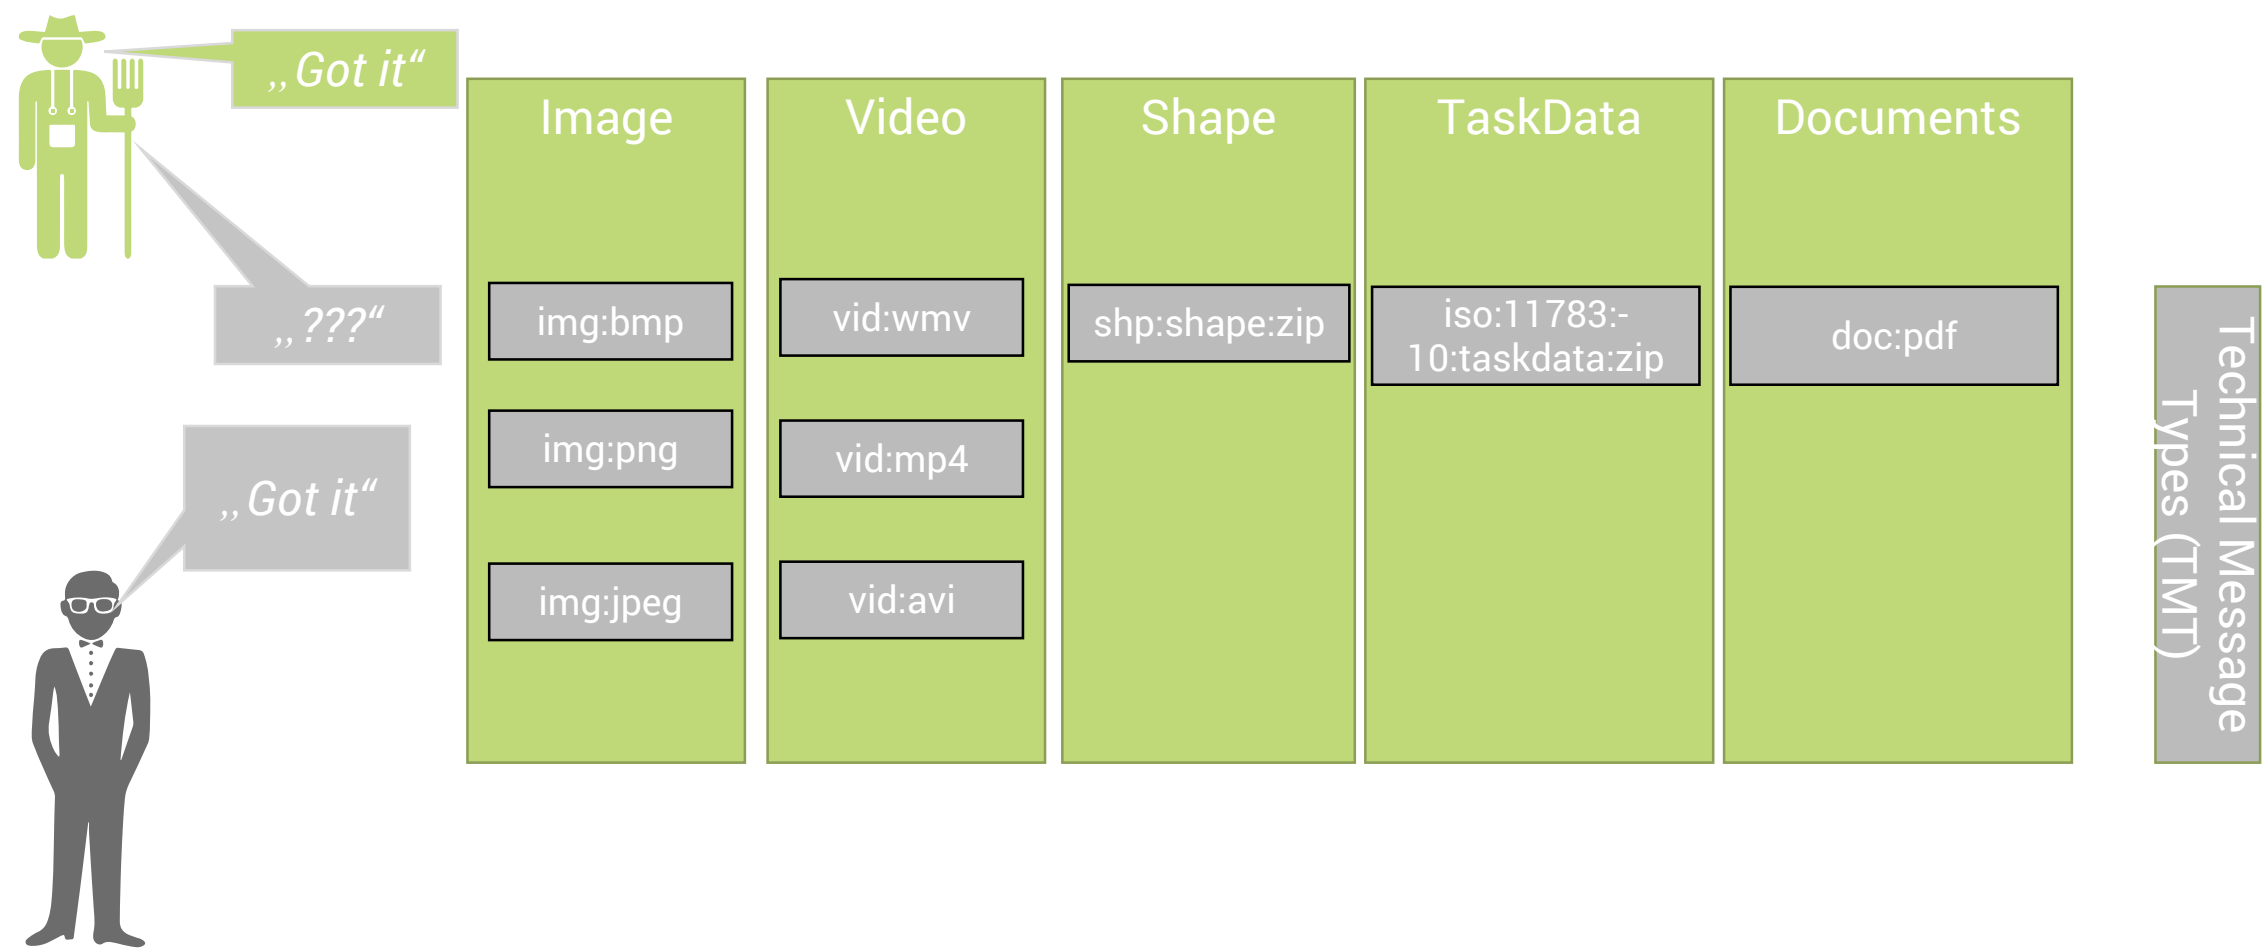 „Got it“
Image
Video
Shape
TaskData
Documents
„???“
img:bmp
vid:wmv
shp:shape:zip
iso:11783:-
10:taskdata:zip
doc:pdf
„Got it“
img:png
vid:mp4
img:jpeg
vid:avi
Technical Message
Types (TMT)